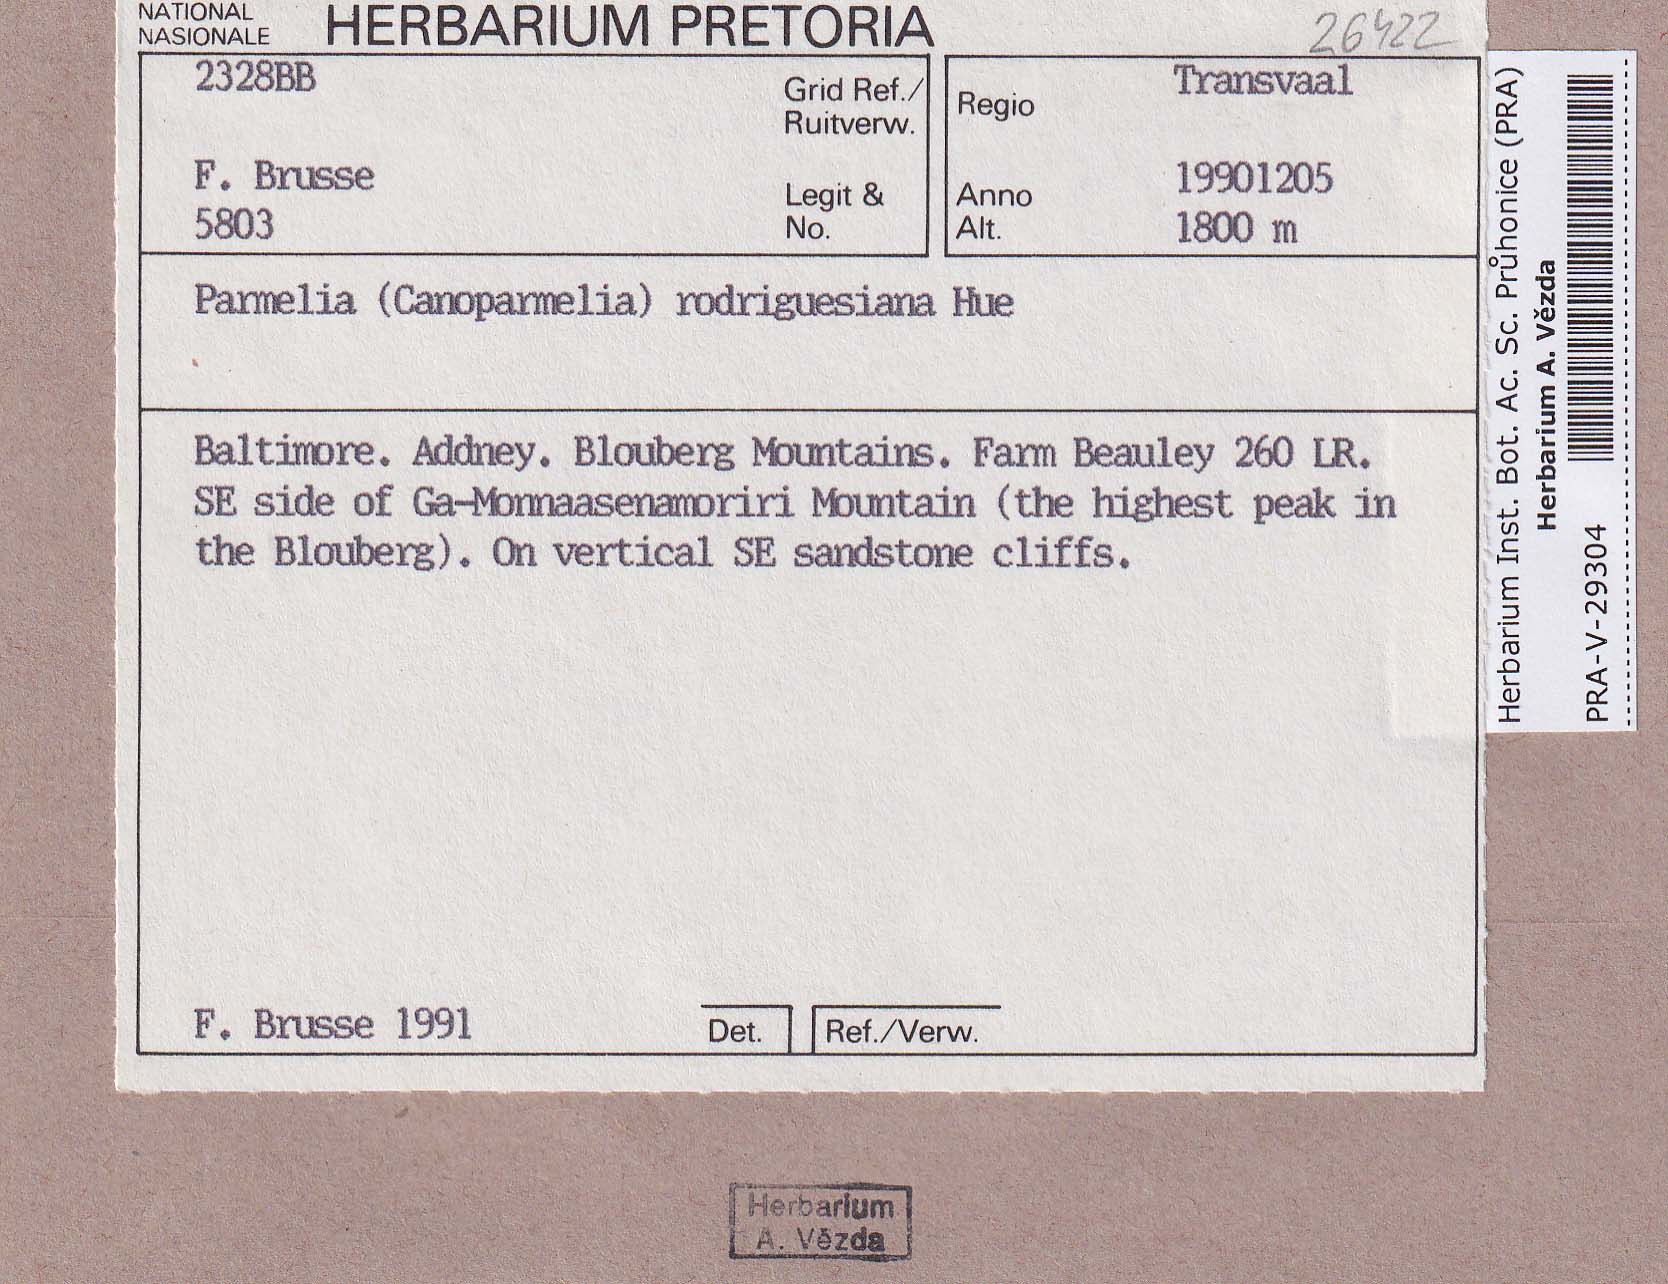 NATIONAL
NASIONALE
HERBARIUM PRETORIA
26422
2328BB
Grid Ref./
Ruitverw.
Regio
Transvaal
F. Brusse
5803
Legit &
No.
Anno
19901205
Alt.
1800 m
Parmelia (Canoparmelia) rodriguesiana Hue
Baltimore. Addney. Blouberg Mountains. Farm Beauley 260 LR.
SE side of Ga-Monnaasenamoriri Mountain (the highest peak in
the Blouberg). On vertical SE sandstone cliffs.
F. Brusse 1991
Det.
Ref./Verw.
Herbarium Inst. Bot. Ac. Sc. Průhonice (PRA)
Herbarium A. Vězda
PRA-V-29304
Herbarium
A. Vězda